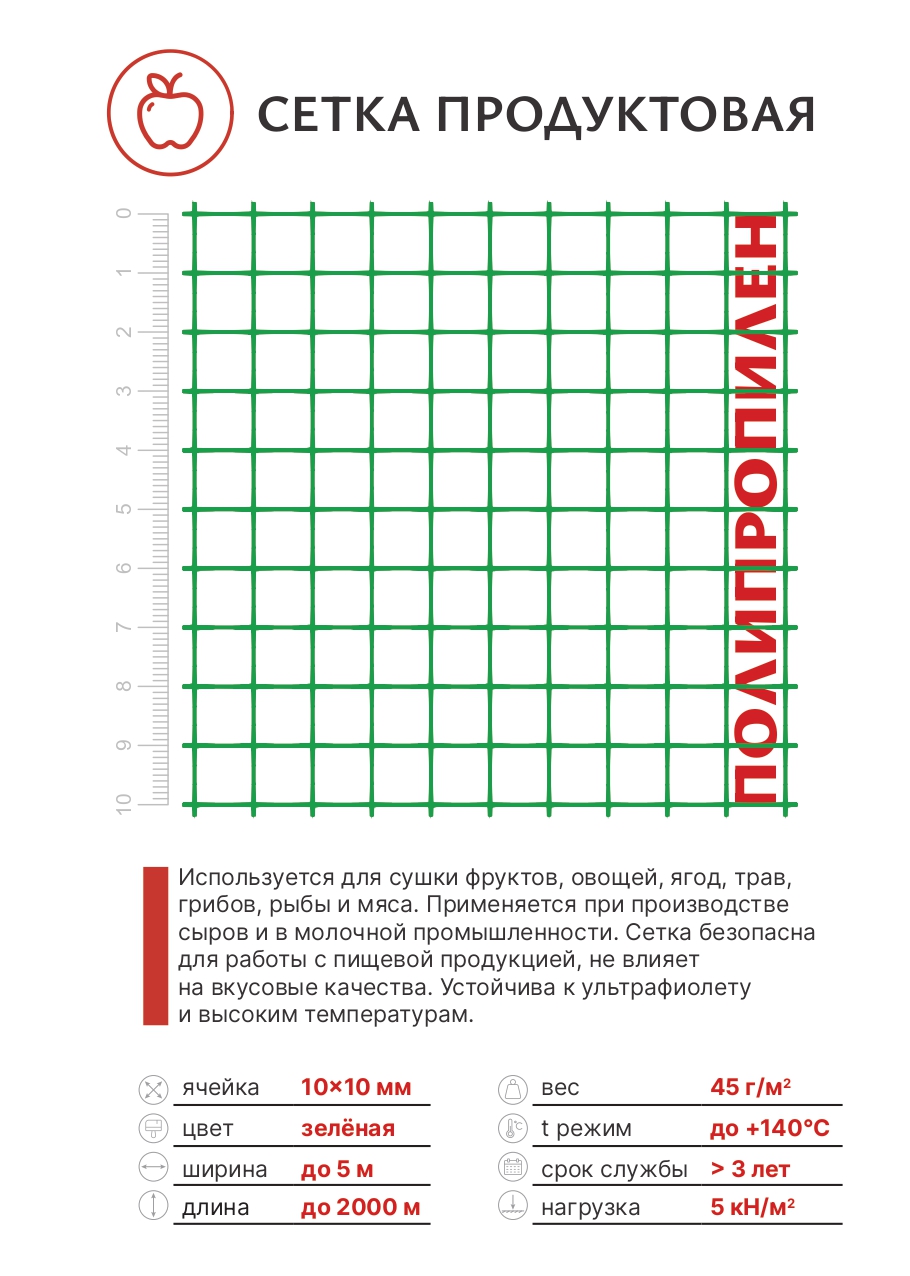 СЕТКА ПРОДУКТОВАЯ
0
1
2
3
4
5
6
7
8
9
10
ПОЛИПРОПИЛЕН
Используется для сушки фруктов, овощей, ягод, трав,
грибов, рыбы и мяса. Применяется при производстве
сыров и в молочной промышленности. Сетка безопасна
для работы с пищевой продукцией, не влияет
на вкусовые качества. Устойчива к ультрафиолету
и высоким температурам.
ячейка 10×10 мм
цвет зелёная
ширина до 5 м
длина до 2000 м
вес 45 г/м²
°C t режим до +140°C
срок службы > 3 лет
нагрузка 5 кН/м²